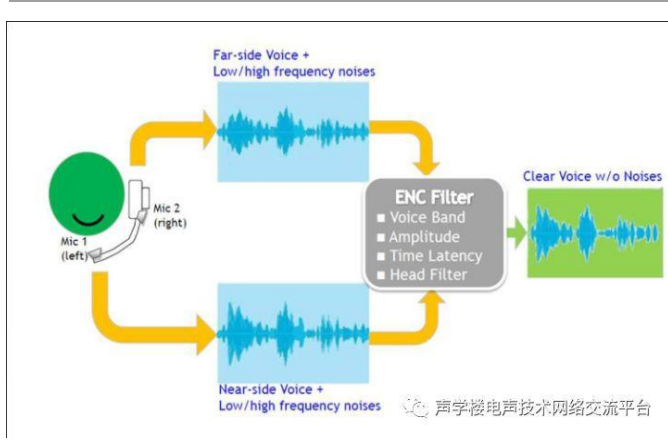 Far-side Voice +
Low/high frequency noises
Mic 2
(right)
Mic 1
(left)
ENC Filter
■ Voice Band
■ Amplitude
■ Time Latency
■ Head Filter
Clear Voice w/o Noises
Near-side Voice +
Low/high frequency noises
声学楼电声技术网络交流平台